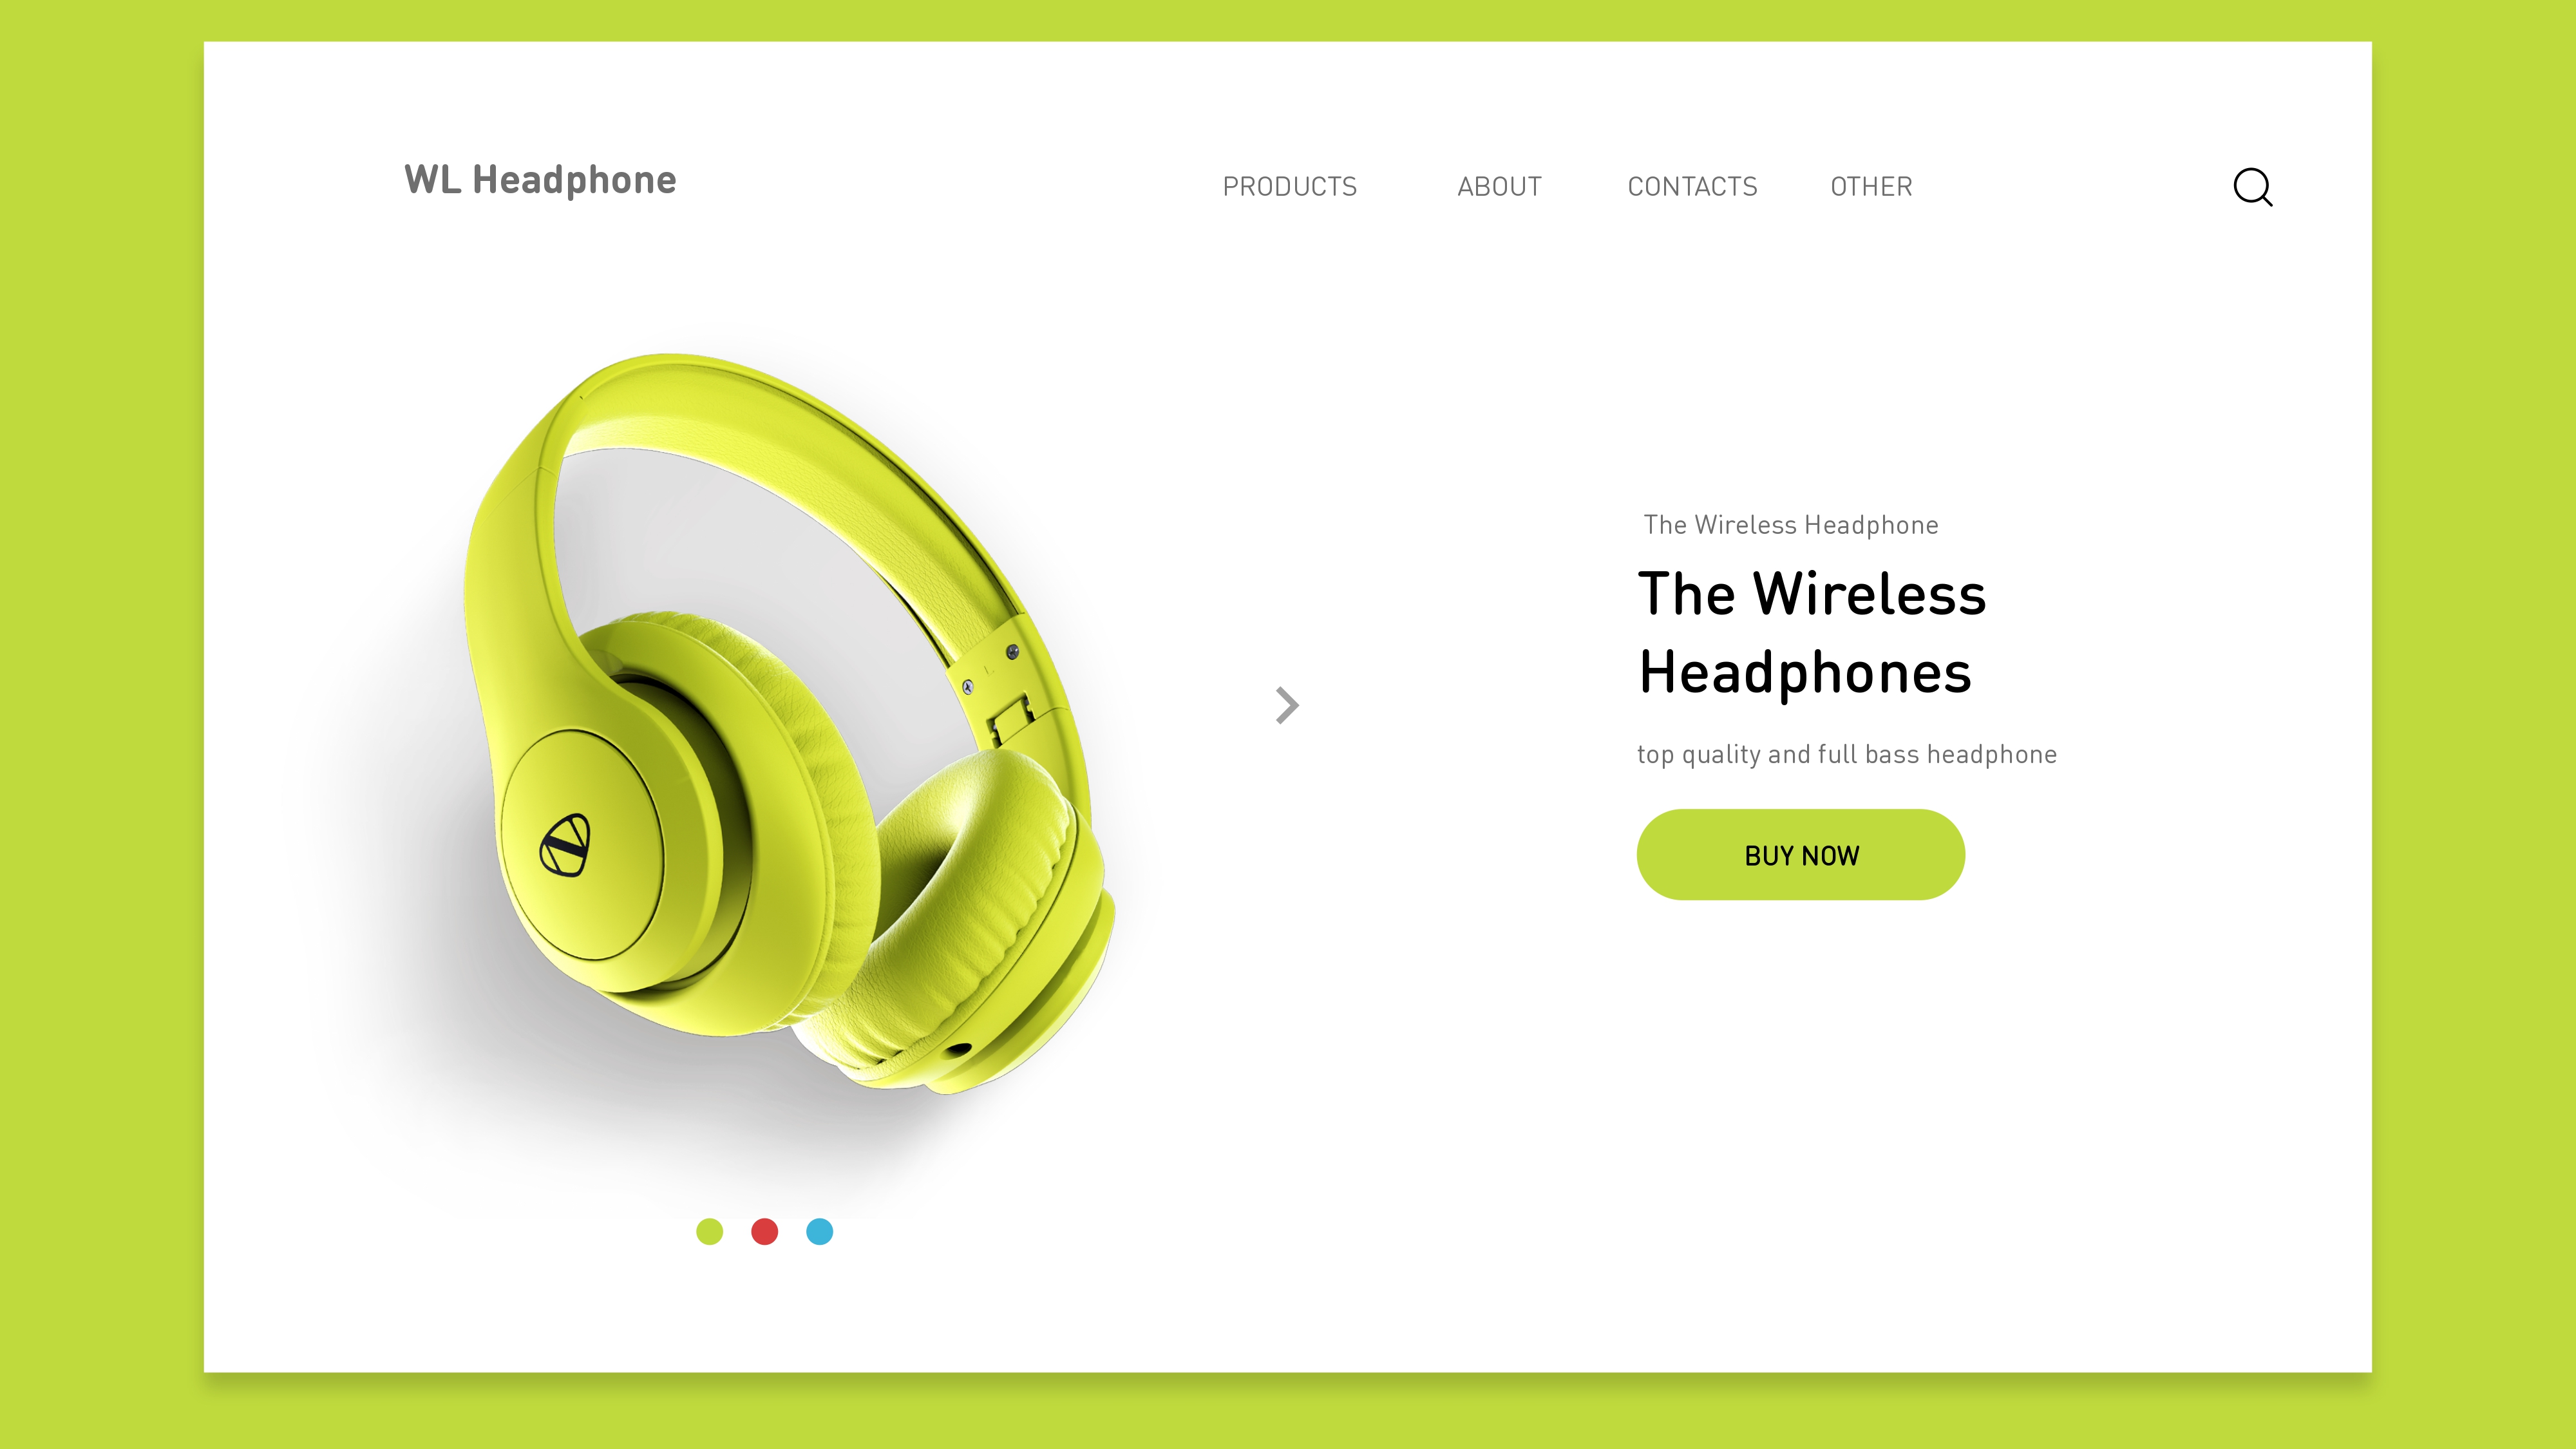 WL Headphone
PRODUCTS ABOUT CONTACTS OTHER
The Wireless Headphone
The Wireless
Headphones
top quality and full bass headphone
BUY NOW